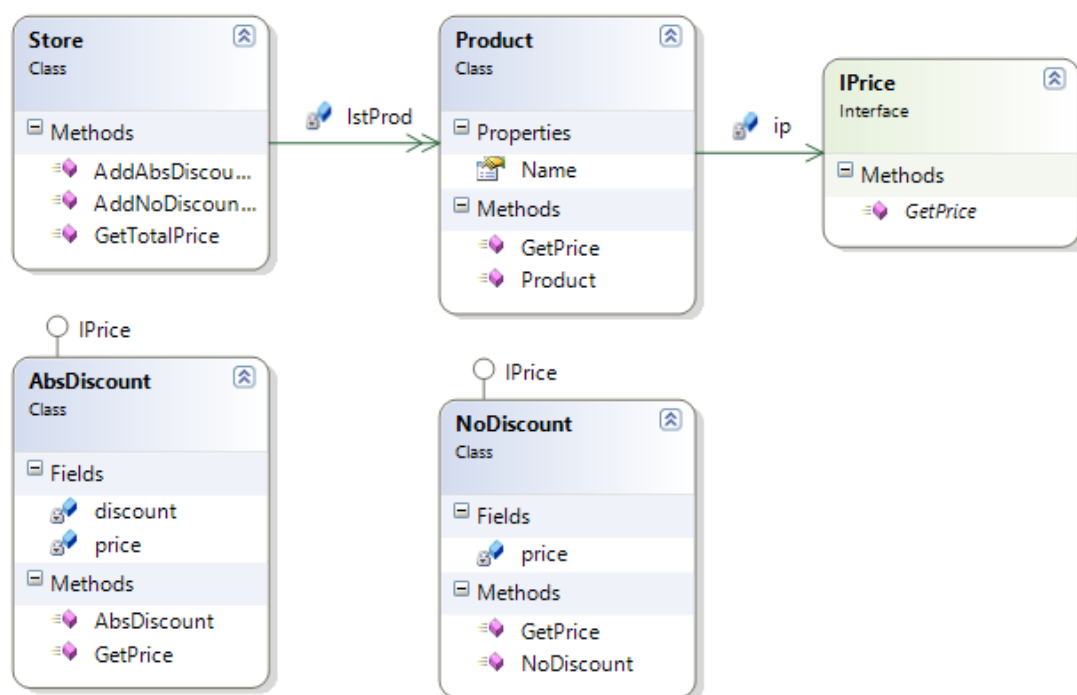 Store
Class
Methods
AddAbsDiscou...
AddNoDiscoun...
GetTotalPrice
lstProd
Product
Class
Properties
Name
Methods
GetPrice
Product
ip
IPrice
Interface
Methods
GetPrice
IPrice
AbsDiscount
Class
Fields
discount
price
Methods
AbsDiscount
GetPrice
IPrice
NoDiscount
Class
Fields
price
Methods
GetPrice
NoDiscount